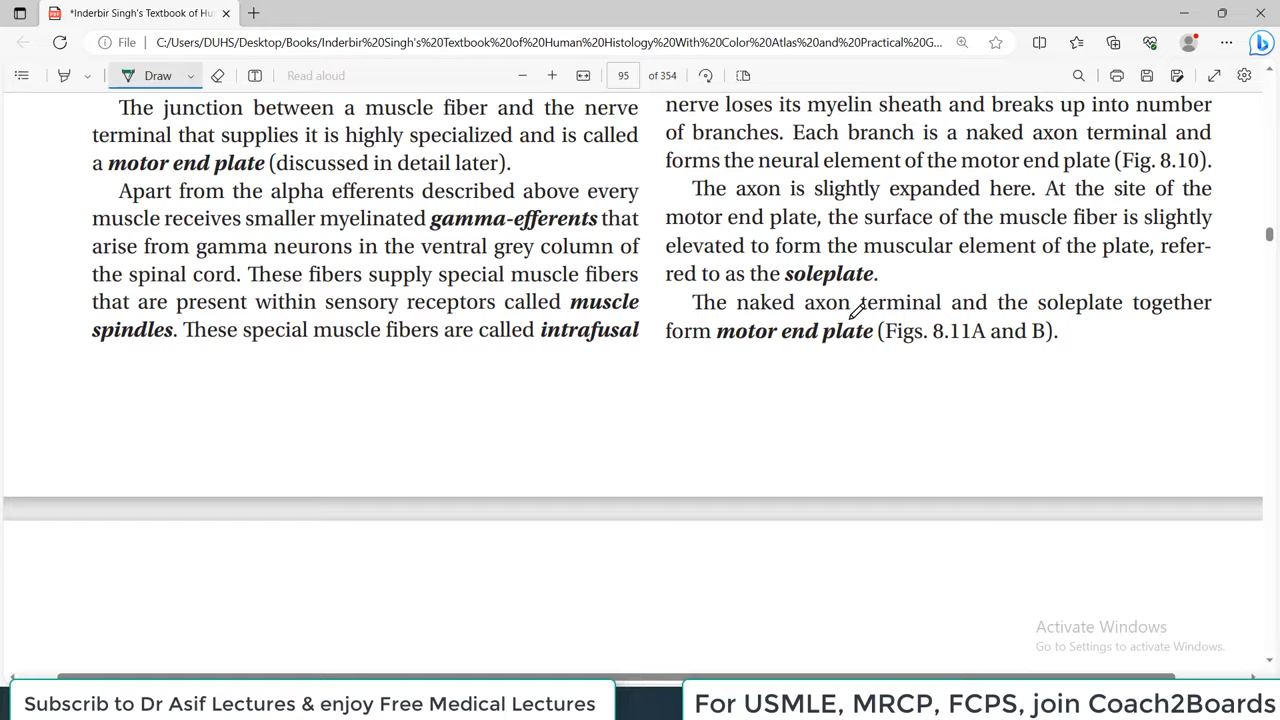 *Inderbir Singh's Textbook of Hu
File
C:/Users/DUHS/Desktop/Books/Inderbir%20Singh's%20Textbook%20of%20Human%20Histology%20With%20Color%20Atlas%20and%20Practical%20G...
Draw
Read aloud
95
of 354
The junction between a muscle fiber and the nerve
terminal that supplies it is highly specialized and is called
a motor end plate (discussed in detail later).
Apart from the alpha efferents described above every
muscle receives smaller myelinated gamma-efferents that
arise from gamma neurons in the ventral grey column of
the spinal cord. These fibers supply special muscle fibers
that are present within sensory receptors called muscle
spindles. These special muscle fibers are called intrafusal
nerve loses its myelin sheath and breaks up into number
of branches. Each branch is a naked axon terminal and
forms the neural element of the motor end plate (Fig. 8.10).
The axon is slightly expanded here. At the site of the
motor end plate, the surface of the muscle fiber is slightly
elevated to form the muscular element of the plate, refer-
red to as the soleplate.
The naked axon terminal and the soleplate together
form motor end plate (Figs. 8.11A and B).
Activate Windows
Go to Settings to activate Windows.
Subscrib to Dr Asif Lectures & enjoy Free Medical Lectures
For USMLE, MRCP, FCPS, join Coach2Boards